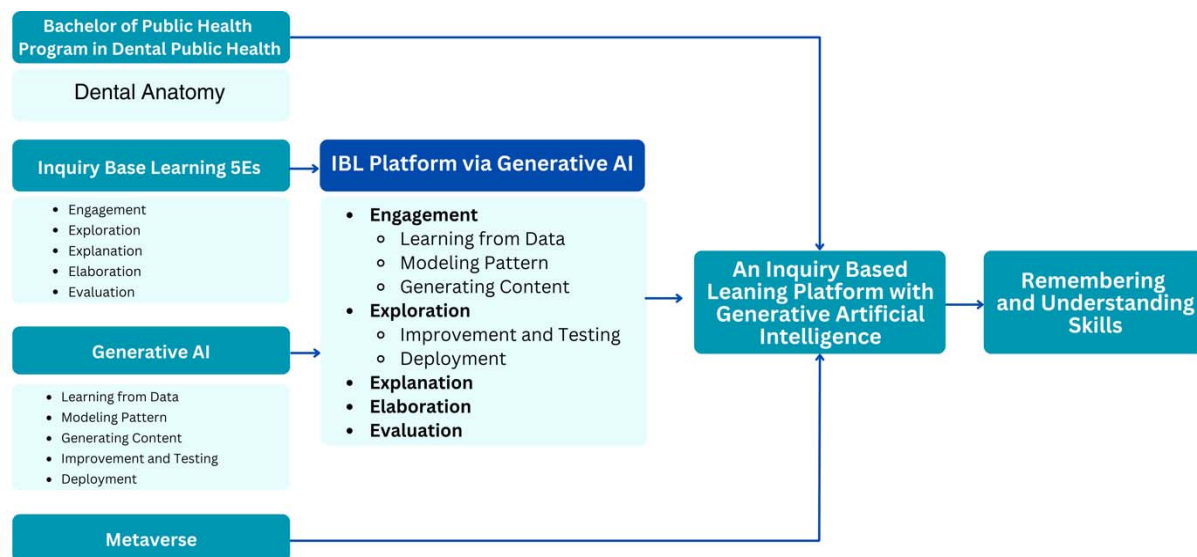 Bachelor of Public Health
Program in Dental Public Health
Dental Anatomy
Inquiry Base Learning 5Es
• Engagement
• Exploration
• Explanation
• Elaboration
• Evaluation
Generative AI
• Learning from Data
• Modeling Pattern
• Generating Content
• Improvement and Testing
• Deployment
Metaverse
IBL Platform via Generative AI
• Engagement
○ Learning from Data
○ Modeling Pattern
○ Generating Content
• Exploration
○ Improvement and Testing
○ Deployment
• Explanation
• Elaboration
• Evaluation
An Inquiry Based
Leaning Platform with
Generative Artificial
Intelligence
Remembering
and Understanding
Skills